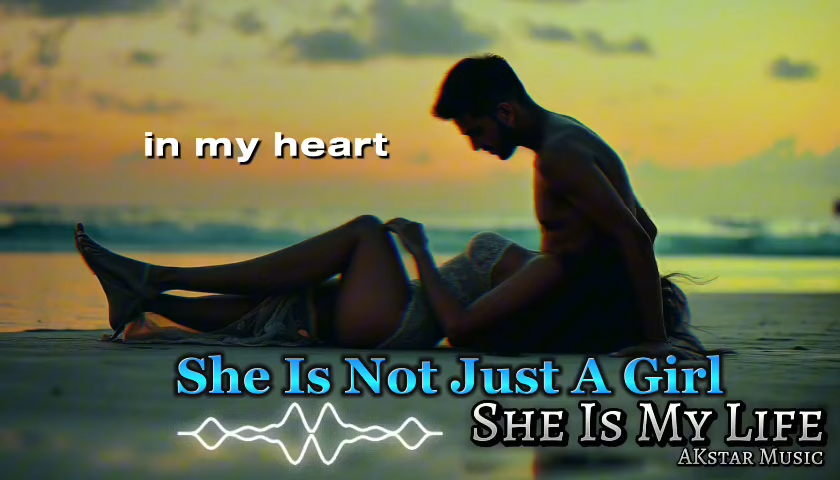 in my heart
She Is Not Just A Girl
She Is My Life
AKstar Music